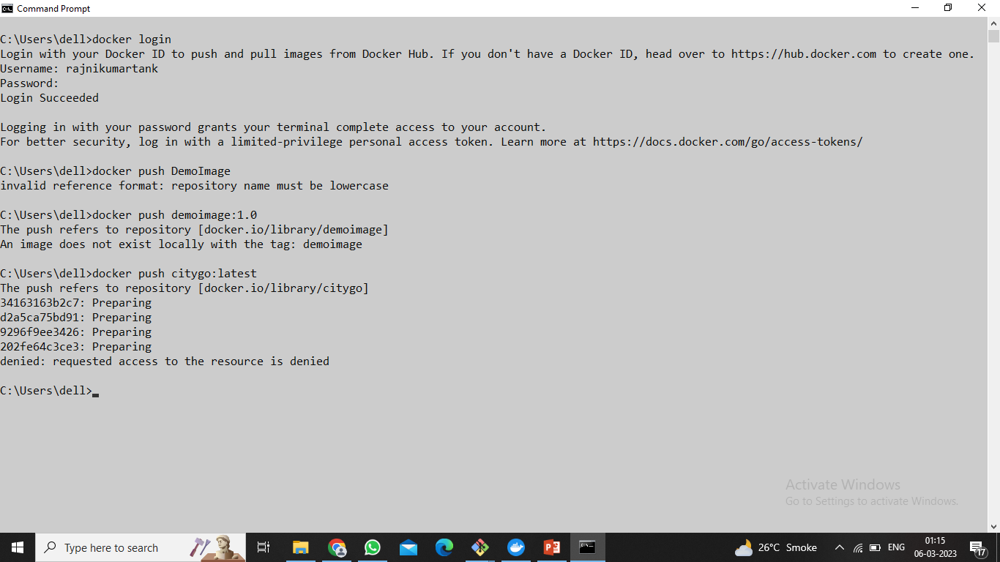 Command Prompt
C:\Users\dell>docker login
Login with your Docker ID to push and pull images from Docker Hub. If you don't have a Docker ID, head over to https://hub.docker.com to create one.
Username: rajnikumartank
Password:
Login Succeeded
Logging in with your password grants your terminal complete access to your account.
For better security, log in with a limited-privilege personal access token. Learn more at https://docs.docker.com/go/access-tokens/
C:\Users\dell>docker push DemoImage
invalid reference format: repository name must be lowercase
C:\Users\dell>docker push demoimage:1.0
The push refers to repository [docker.io/library/demoimage]
An image does not exist locally with the tag: demoimage
C:\Users\dell>docker push citygo:latest
The push refers to repository [docker.io/library/citygo]
34163163b2c7: Preparing
d2a5ca75bd91: Preparing
9296f9ee3426: Preparing
202fe64c3ce3: Preparing
denied: requested access to the resource is denied
C:\Users\dell>
Activate Windows
Go to Settings to activate Windows.
Type here to search
26°C Smoke
ENG
01:15
06-03-2023
17